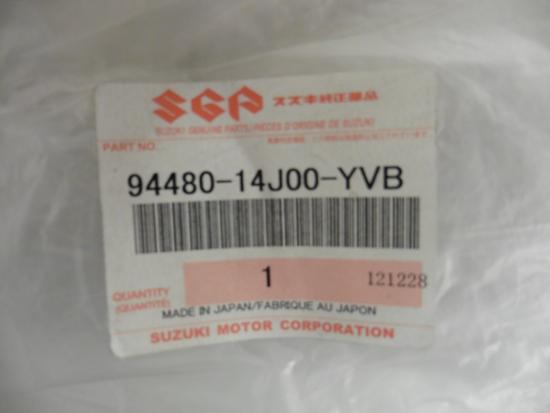 SGP スズキ純正部品
SUZUKI GENUINE PARTS/PIECES D'ORIGINE DE SUZUKI
PART NO.
94480-14J00-YVB
1 121228
QUANTITY
(QUANTITÉ)
MADE IN JAPAN/FABRIQUE AU JAPON
SUZUKI MOTOR CORPORATION